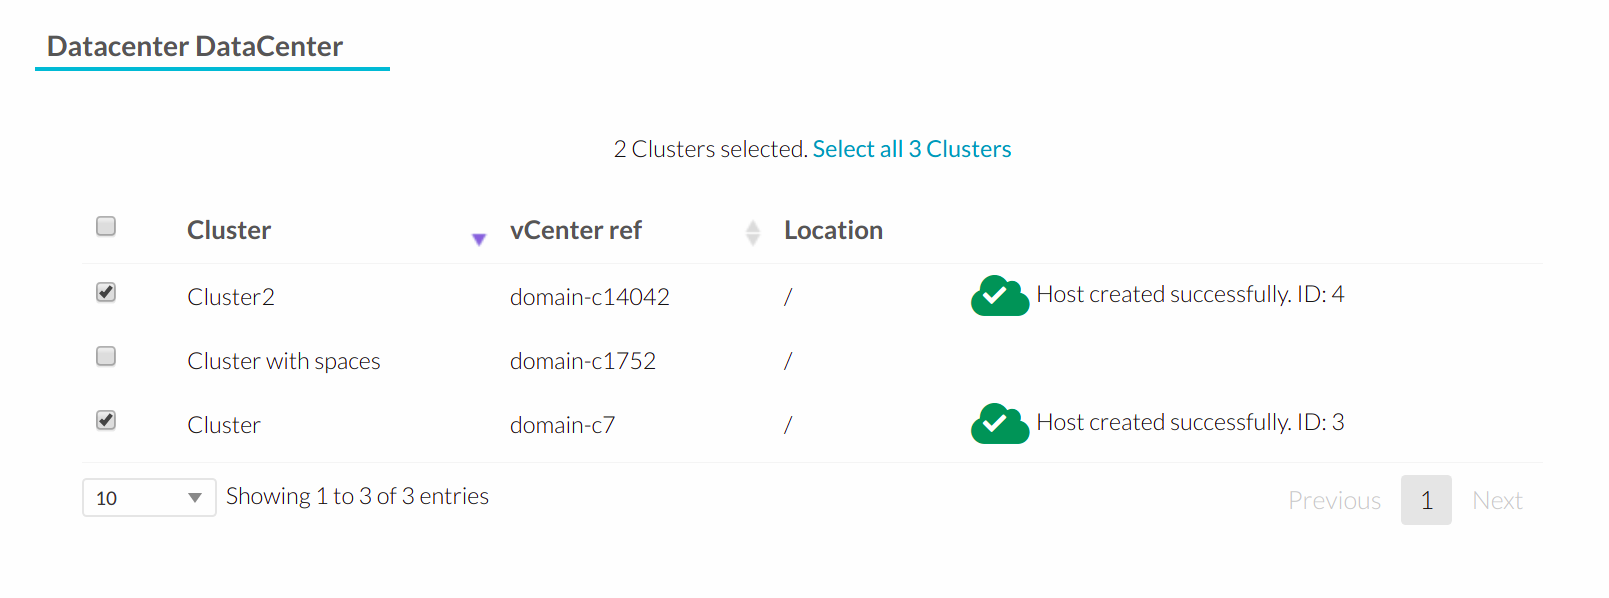 Datacenter DataCenter
2 Clusters selected. Select all 3 Clusters
Cluster vCenter ref Location
Cluster2 domain-c14042 / Host created successfully. ID: 4
Cluster with spaces domain-c1752 /
Cluster domain-c7 / Host created successfully. ID: 3
10 Showing 1 to 3 of 3 entries Previous 1 Next